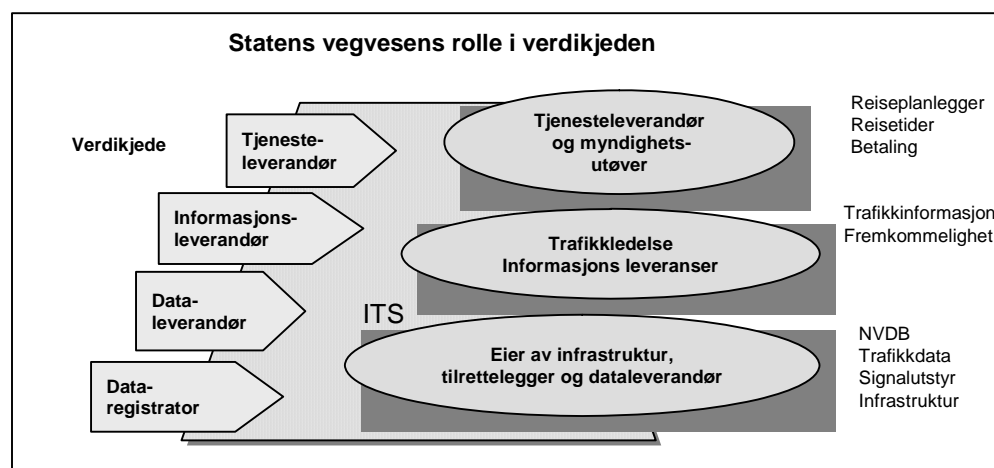 Statens vegvesens rolle i verdikjeden
Verdikjede
Tjeneste-
leverandør
Informasjons-
leverandør
Data-
leverandør
Data-
registrator
ITS
Tjenesteleverandør
og myndighets-
utøver
Trafikkledelse
Informasjons leveranser
Eier av infrastruktur,
tilrettelegger og dataleverandør
Reiseplanlegger
Reisetider
Betaling
Trafikkinformasjon
Fremkommelighet
NVDB
Trafikkdata
Signalutstyr
Infrastruktur